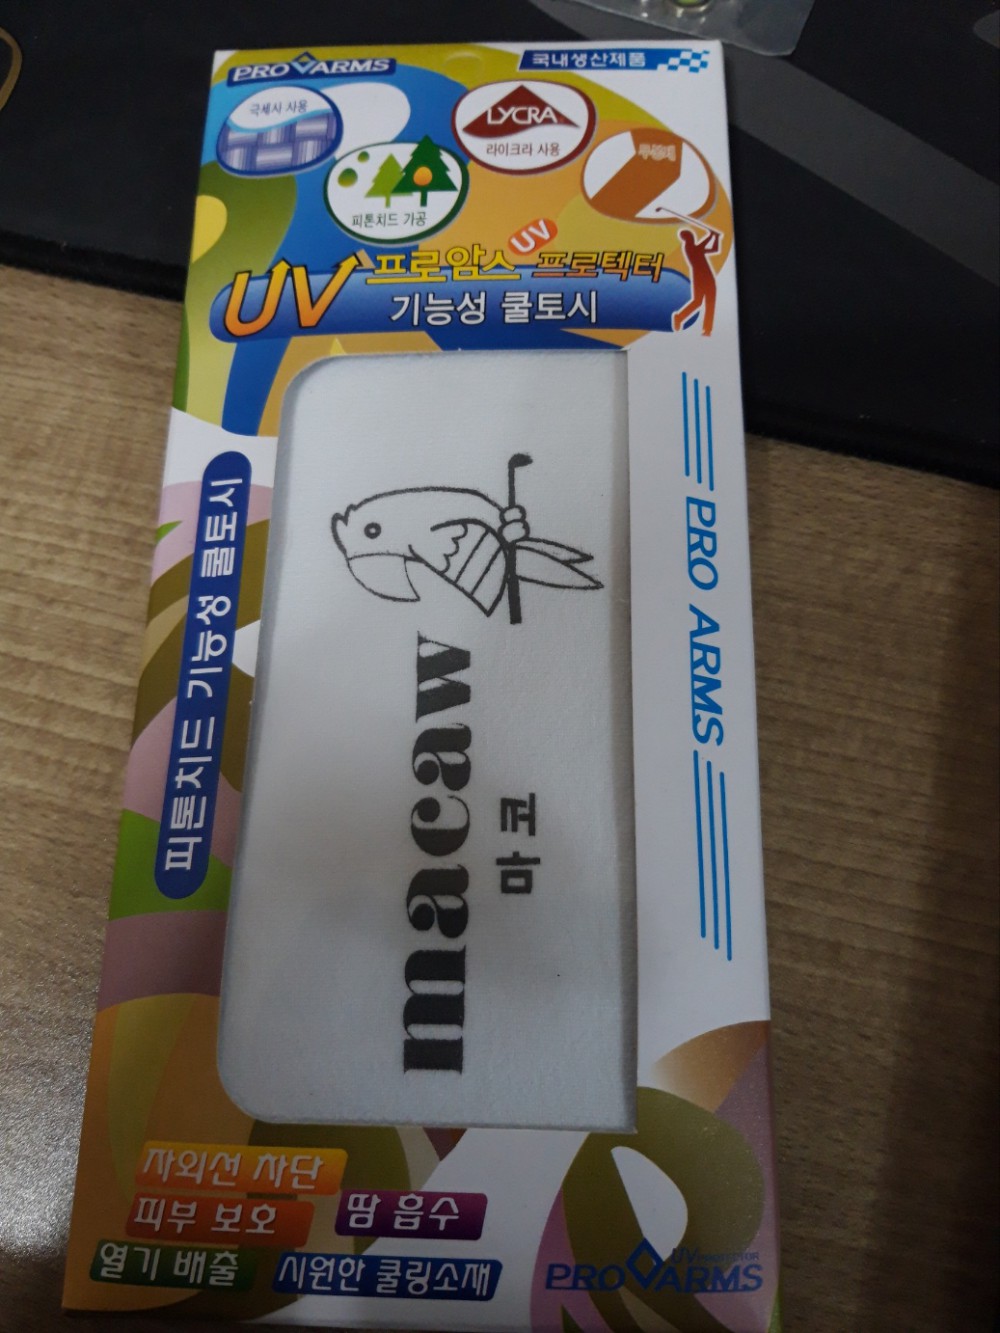 PRO ARMS
국내생산제품
극세사 사용
LYCRA
라이크라 사용
피톤치드 가공
UV
UV 프로암스 프로텍터
기능성 쿨토시
피톤치드 기능성 쿨토시
PRO ARMS
macaw
마코
자외선 차단
피부 보호
땀 흡수
열기 배출
시원한 쿨링소재
PRO ARMS